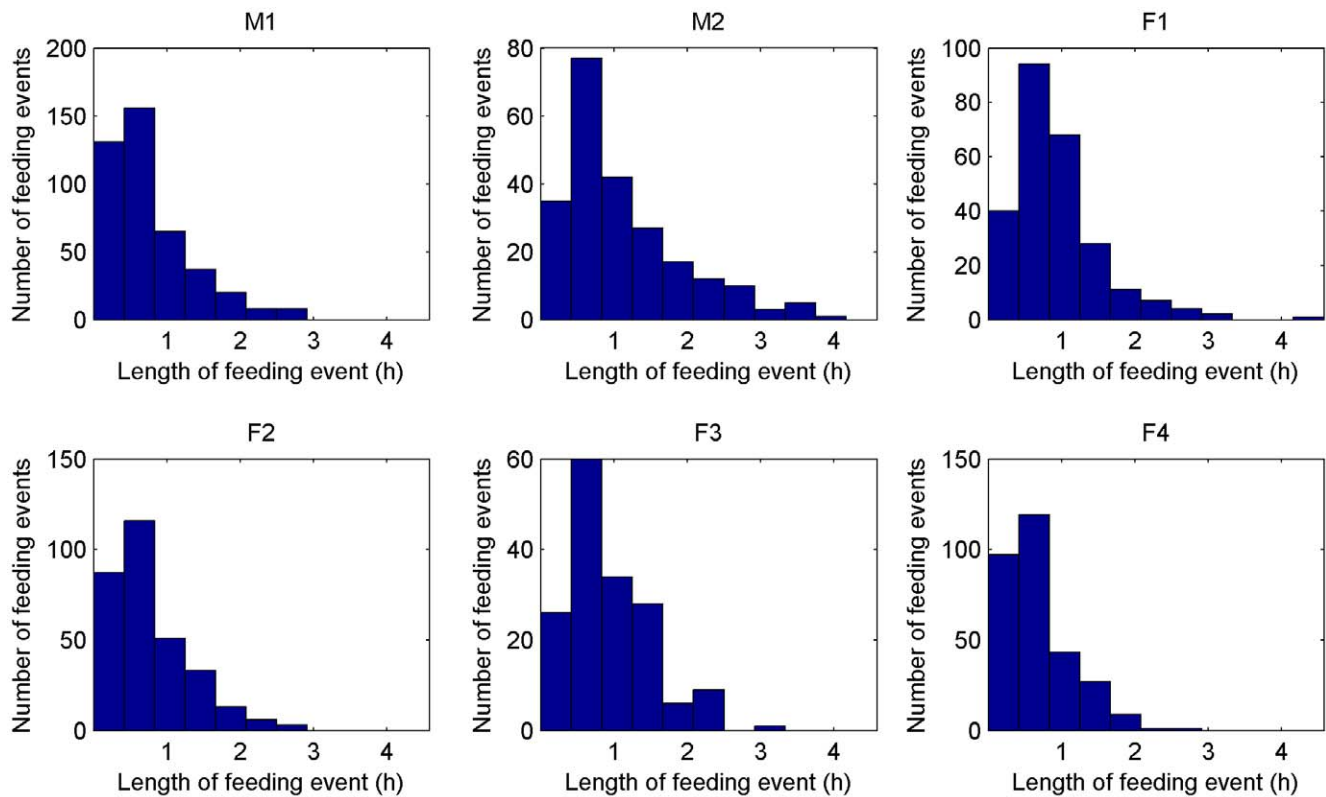 M1
200
150
100
50
0
Number of feeding events
1 2 3 4
Length of feeding event (h)
M2
80
60
40
20
0
Number of feeding events
1 2 3 4
Length of feeding event (h)
F1
100
80
60
40
20
0
Number of feeding events
1 2 3 4
Length of feeding event (h)
F2
150
100
50
0
Number of feeding events
1 2 3 4
Length of feeding event (h)
F3
60
40
20
0
Number of feeding events
1 2 3 4
Length of feeding event (h)
F4
150
100
50
0
Number of feeding events
1 2 3 4
Length of feeding event (h)